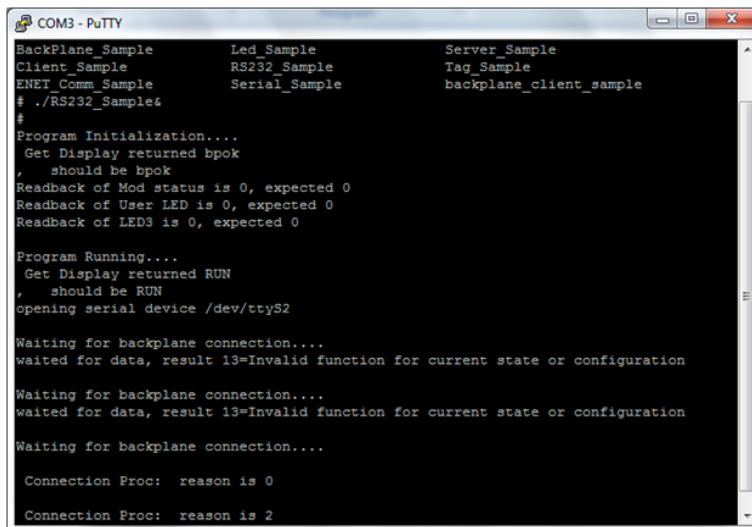 COM3 - PuTTY
BackPlane_Sample Led_Sample Server_Sample
Client_Sample RS232_Sample Tag_Sample
ENET_Comm_Sample Serial_Sample backplane_client_sample
# ./RS232_Sample&
#
Program Initialization....
Get Display returned bpok
, should be bpok
Readback of Mod status is 0, expected 0
Readback of User LED is 0, expected 0
Readback of LED3 is 0, expected 0
Program Running....
Get Display returned RUN
, should be RUN
opening serial device /dev/ttyS2
Waiting for backplane connection....
waited for data, result 13=Invalid function for current state or configuration
Waiting for backplane connection....
waited for data, result 13=Invalid function for current state or configuration
Waiting for backplane connection....
Connection Proc: reason is 0
Connection Proc: reason is 2